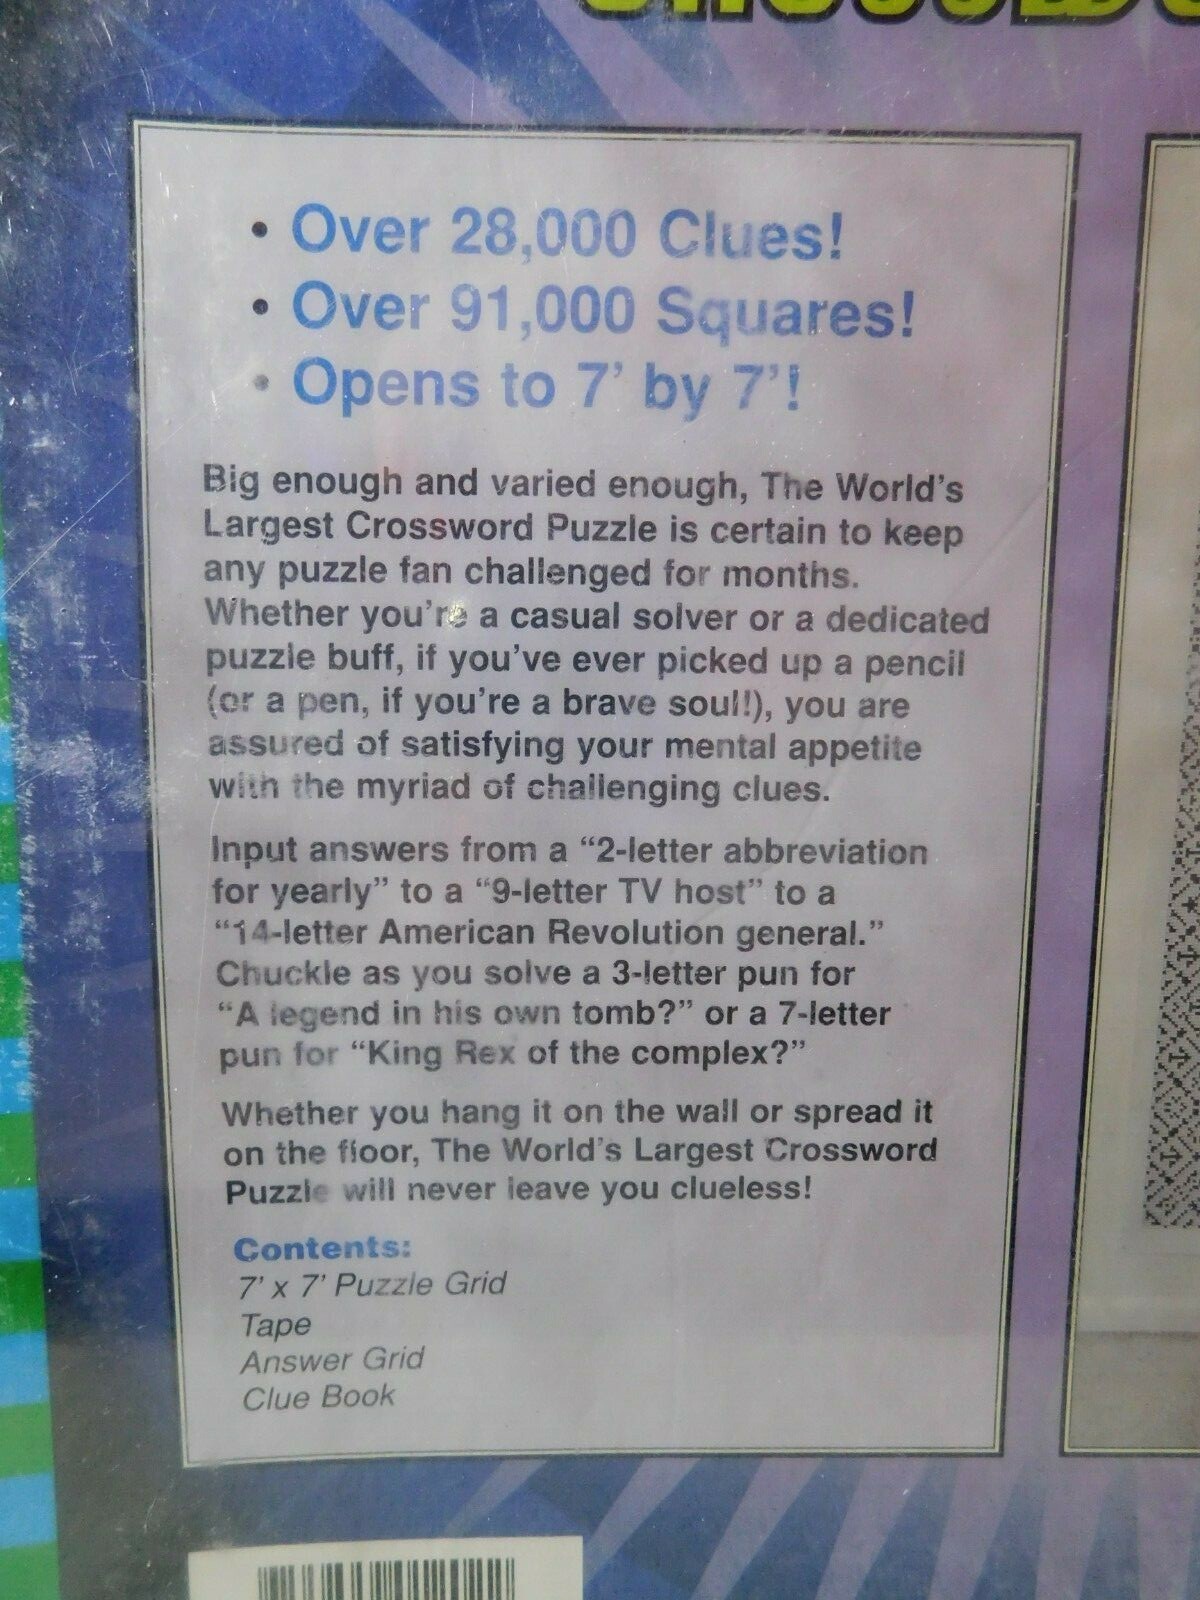 • Over 28,000 Clues!
• Over 91,000 Squares!
• Opens to 7' by 7'!
Big enough and varied enough, The World's
Largest Crossword Puzzle is certain to keep
any puzzle fan challenged for months.
Whether you're a casual solver or a dedicated
puzzle buff, if you've ever picked up a pencil
(or a pen, if you're a brave soul!), you are
assured of satisfying your mental appetite
with the myriad of challenging clues.
Input answers from a “2-letter abbreviation
for yearly” to a “9-letter TV host” to a
“14-letter American Revolution general.”
Chuckle as you solve a 3-letter pun for
“A legend in his own tomb?” or a 7-letter
pun for “King Rex of the complex?”
Whether you hang it on the wall or spread it
on the floor, The World's Largest Crossword
Puzzle will never leave you clueless!
Contents:
7' x 7' Puzzle Grid
Tape
Answer Grid
Clue Book